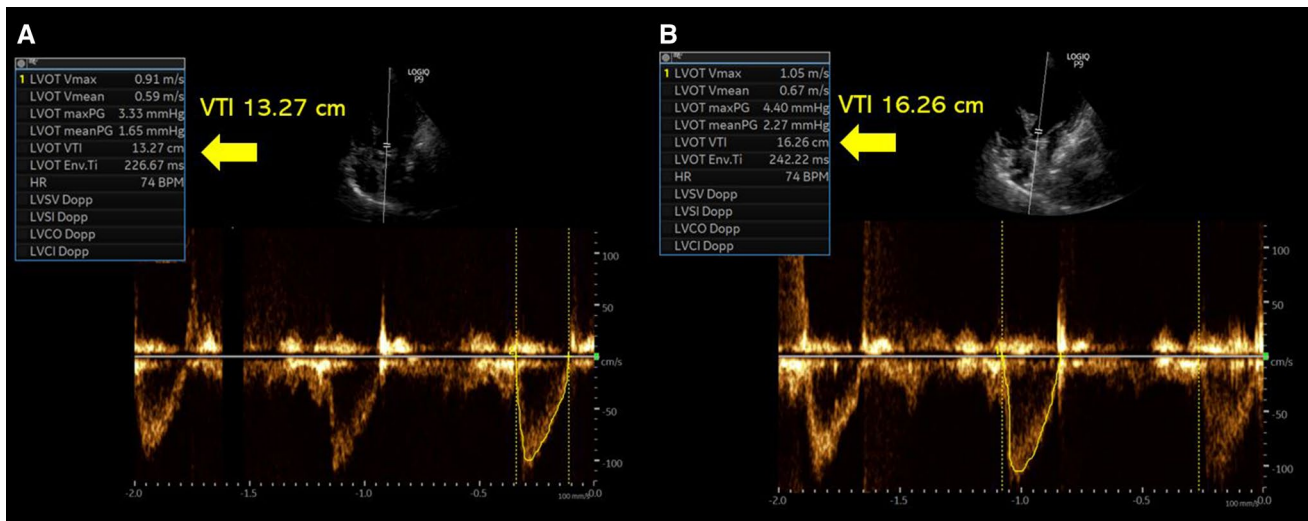 A
1 LVOT Vmax 0.91 m/s
LVOT Vmean 0.59 m/s
LVOT maxPG 3.33 mmHg
LVOT meanPG 1.65 mmHg
LVOT VTI 13.27 cm
LVOT Env.Ti 226.67 ms
HR 74 BPM
LVSV Dopp
LVSI Dopp
LVCO Dopp
LVCI Dopp
VTI 13.27 cm
LOGIQ
P9
100
50
cm/s
-50
-100
-2.0 -1.5 -1.0 -0.5 100 mm/s 0.0
B
1 LVOT Vmax 1.05 m/s
LVOT Vmean 0.67 m/s
LVOT maxPG 4.40 mmHg
LVOT meanPG 2.27 mmHg
LVOT VTI 16.26 cm
LVOT Env.Ti 242.22 ms
HR 74 BPM
LVSV Dopp
LVSI Dopp
LVCO Dopp
LVCI Dopp
VTI 16.26 cm
LOGIQ
P9
100
50
cm/s
-50
-100
-2.0 -1.5 -1.0 -0.5 100 mm/s 0.0